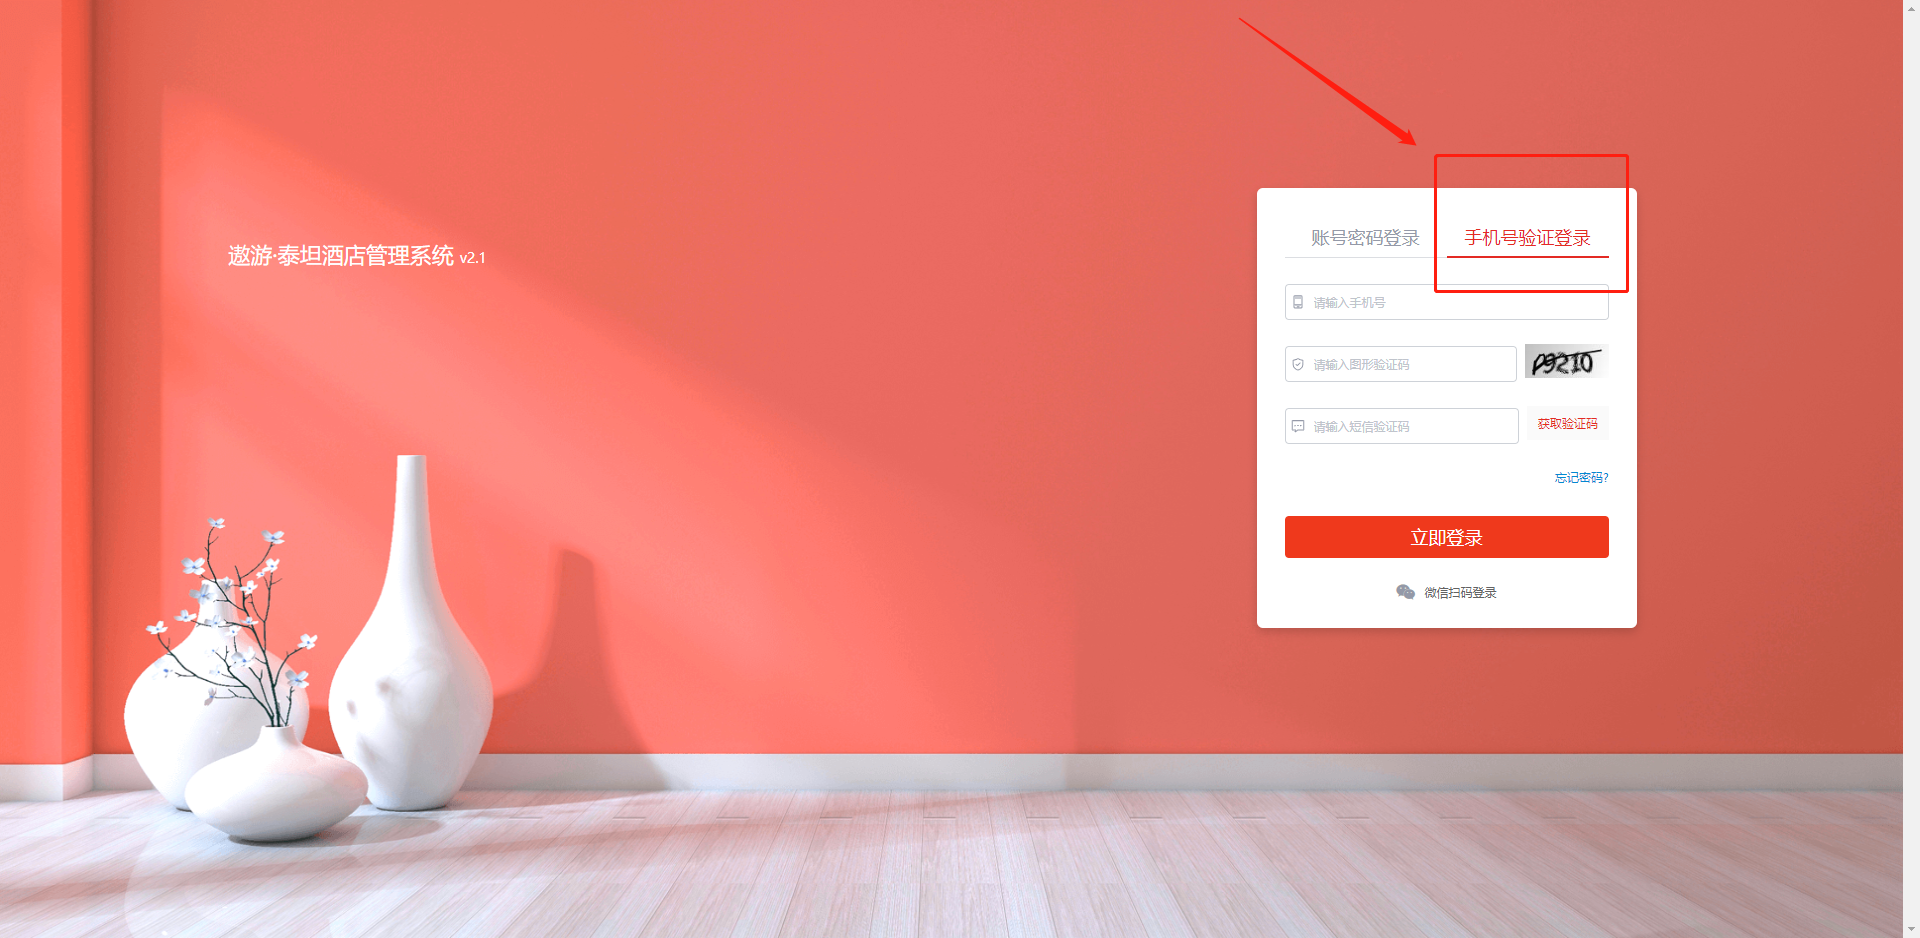 遨游·泰坦酒店管理系统 v2.1
账号密码登录 手机号验证登录
请输入手机号
请输入图形验证码
请输入短信验证码 获取验证码
忘记密码?
立即登录
微信扫码登录